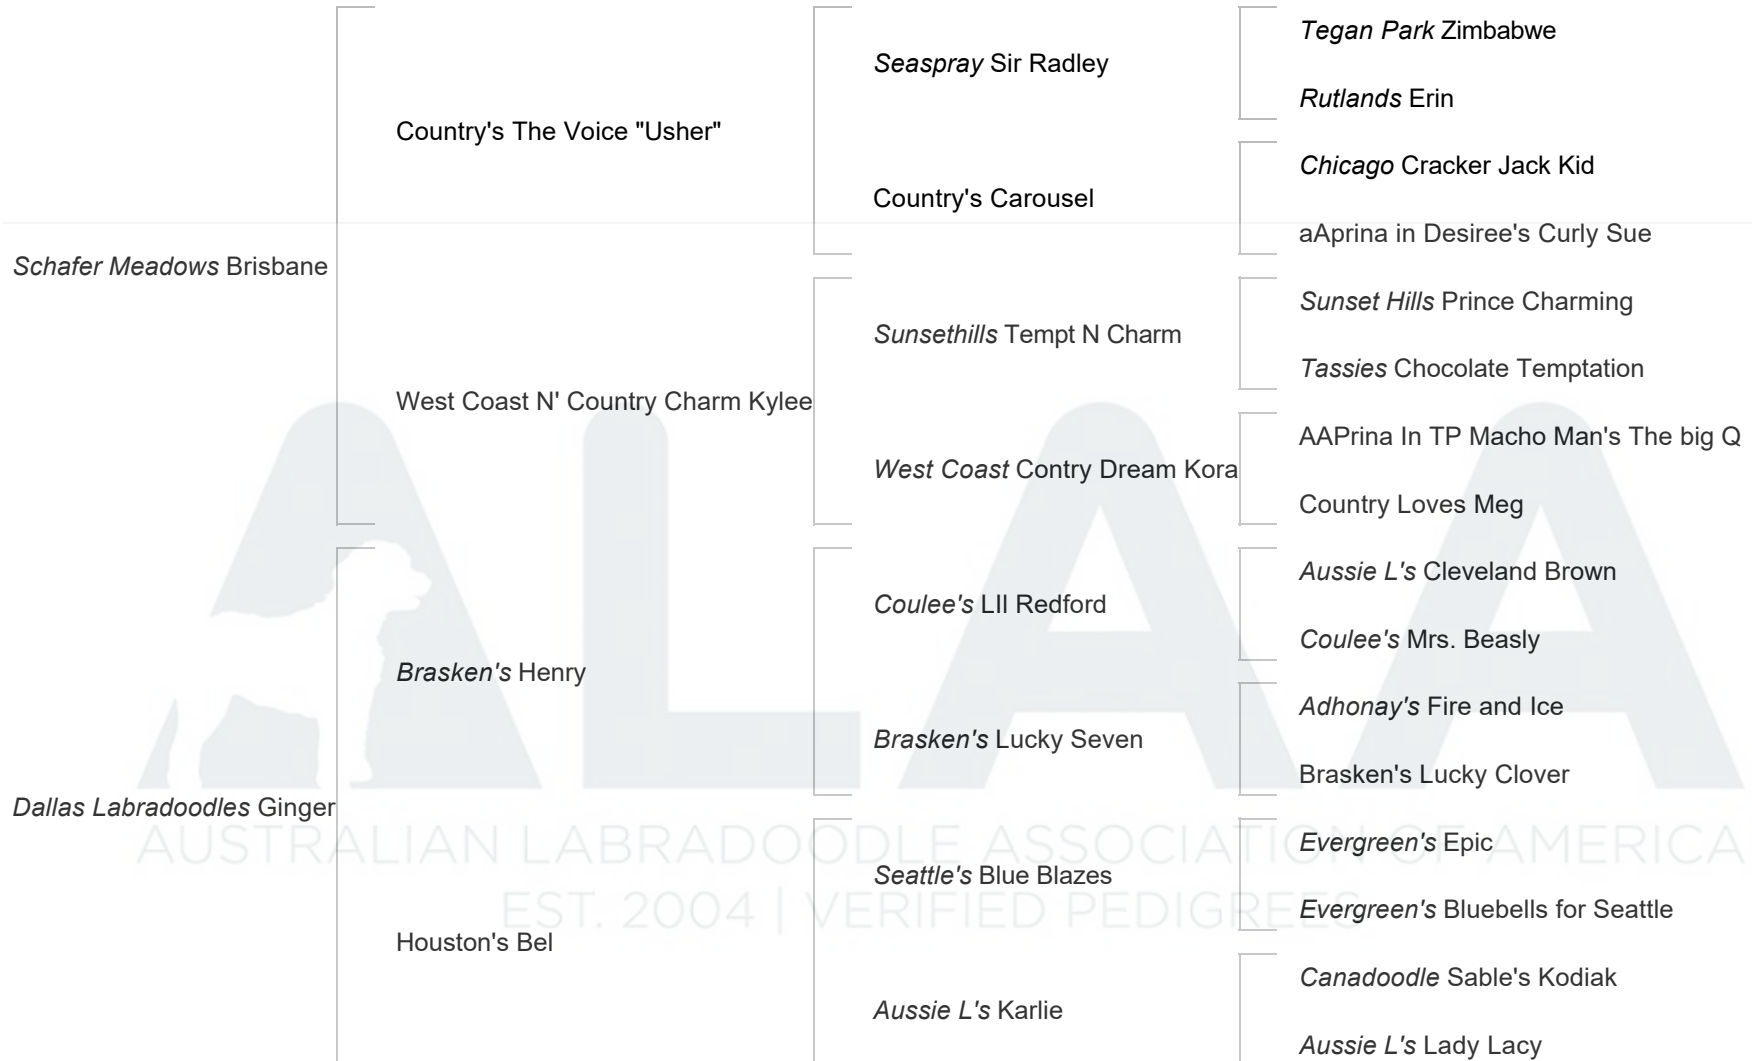 Schafer Meadows Brisbane
Dallas Labradoodles Ginger
Country's The Voice "Usher"
West Coast N' Country Charm Kylee
Brasken's Henry
Houston's Bel
Seaspray Sir Radley
Country's Carousel
Sunsethills Tempt N Charm
West Coast Contry Dream Kora
Coulee's LIl Redford
Brasken's Lucky Seven
Seattle's Blue Blazes
Aussie L's Karlie
Tegan Park Zimbabwe
Rutlands Erin
Chicago Cracker Jack Kid
aAprina in Desiree's Curly Sue
Sunset Hills Prince Charming
Tassies Chocolate Temptation
AAPrina In TP Macho Man's The big Q
Country Loves Meg
Aussie L's Cleveland Brown
Coulee's Mrs. Beasly
Adhonay's Fire and Ice
Brasken's Lucky Clover
Evergreen's Epic
Evergreen's Bluebells for Seattle
Canadoodle Sable's Kodiak
Aussie L's Lady Lacy
ALAA
AUSTRALIAN LABRADOODLE ASSOCIATION OF AMERICA
EST. 2004 | VERIFIED PEDIGREES